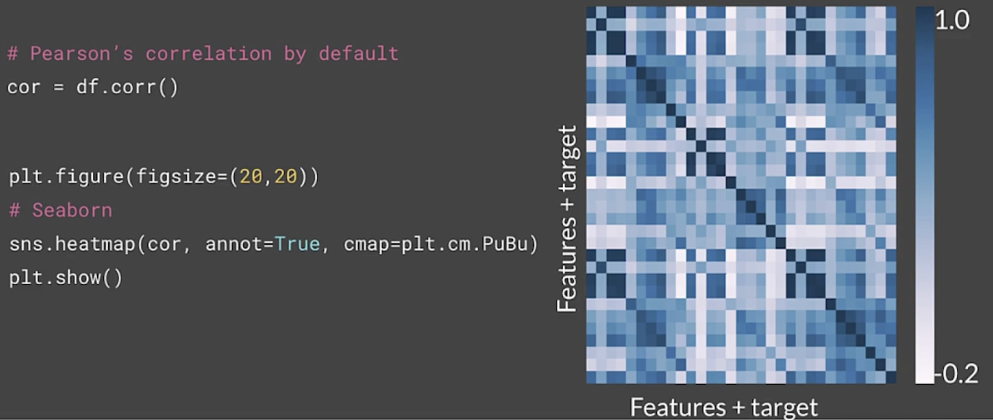 # Pearson's correlation by default
cor = df.corr()
plt.figure(figsize=(20,20))
# Seaborn
sns.heatmap(cor, annot=True, cmap=plt.cm.PuBu)
plt.show()
Features + target
1.0
-0.2
Features + target